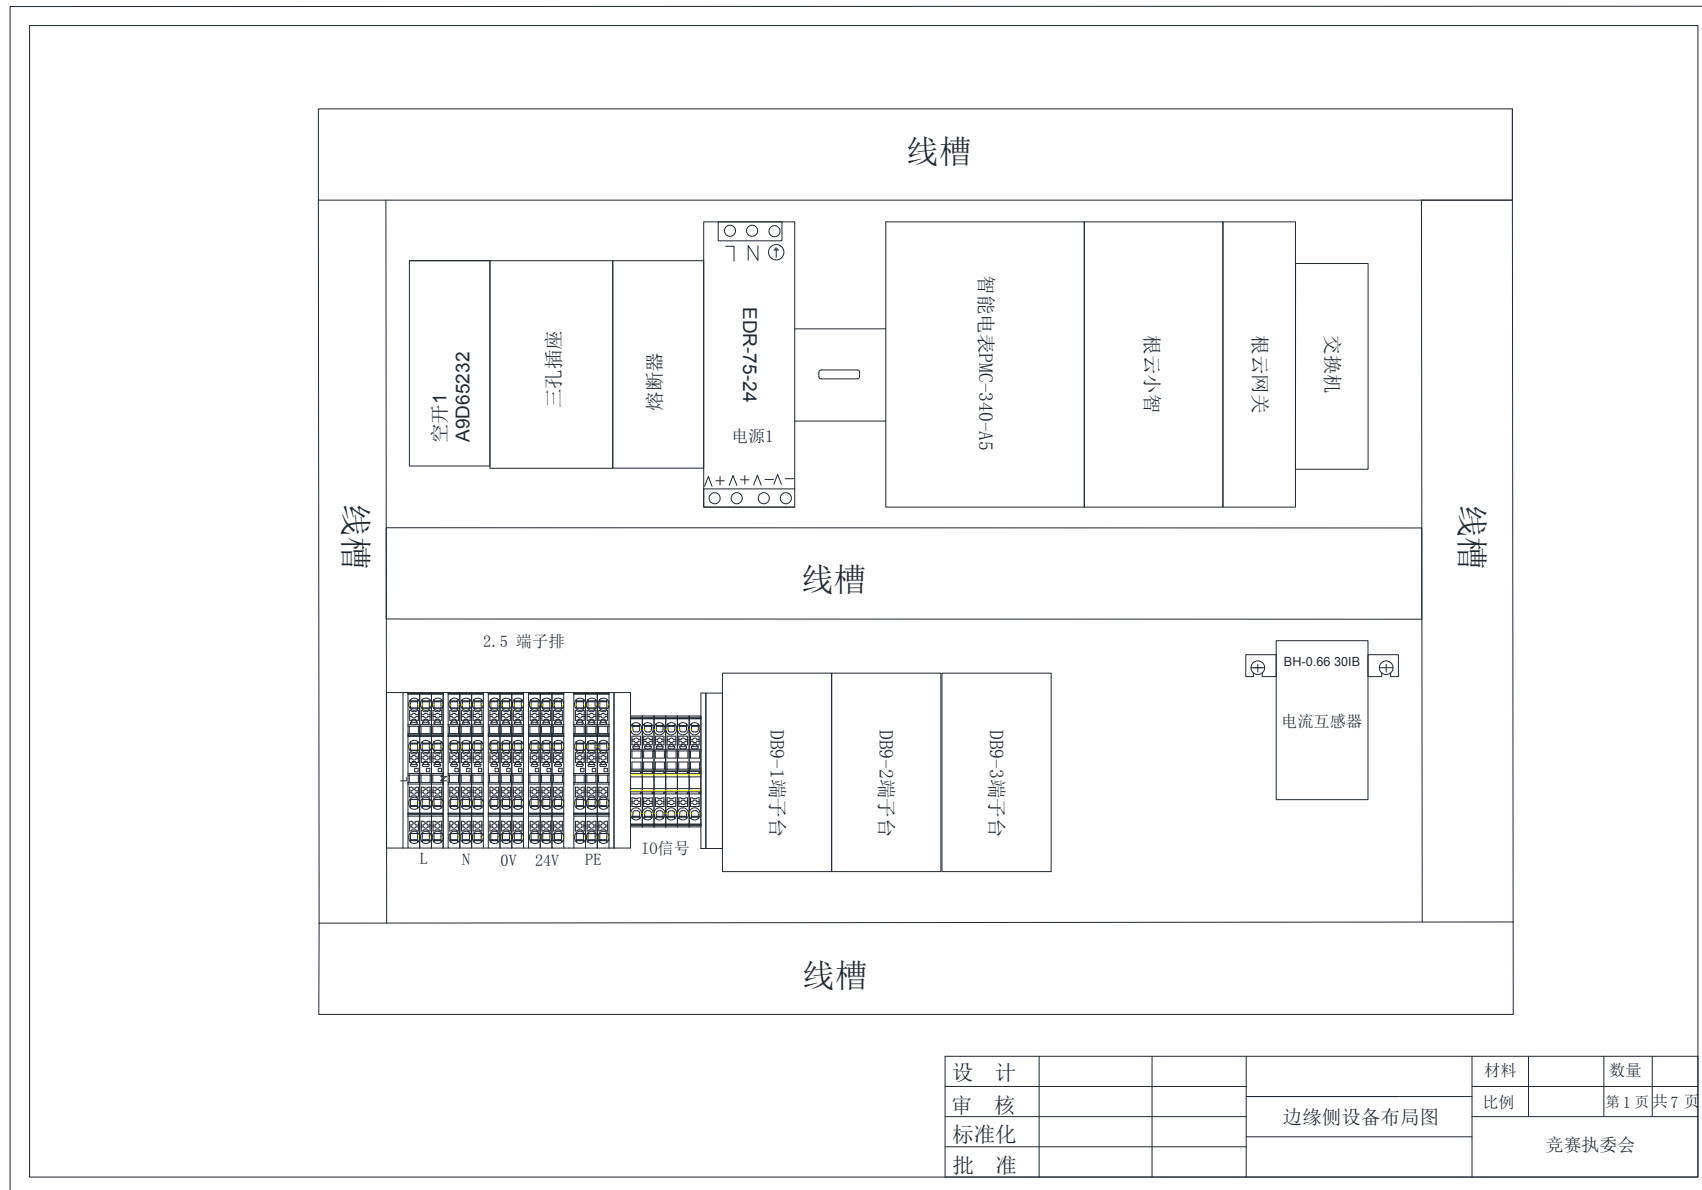 线槽
空开1
A9D65232
三孔插座
熔断器
L N
EDR-75-24
电源1
V+V+V-V-
智能电表PMC-340-A5
根云小智
根云网关
交换机
线槽
线槽
线槽
2.5 端子排
L
N
L
N
0V
24V
PE
IO信号
DB9-1端子台
DB9-2端子台
DB9-3端子台
BH-0.66 30IB
电流互感器
线槽
设 计
审 核
标准化
批 准
边缘侧设备布局图
材料
数量
比例
第1页
共7页
竞赛执委会